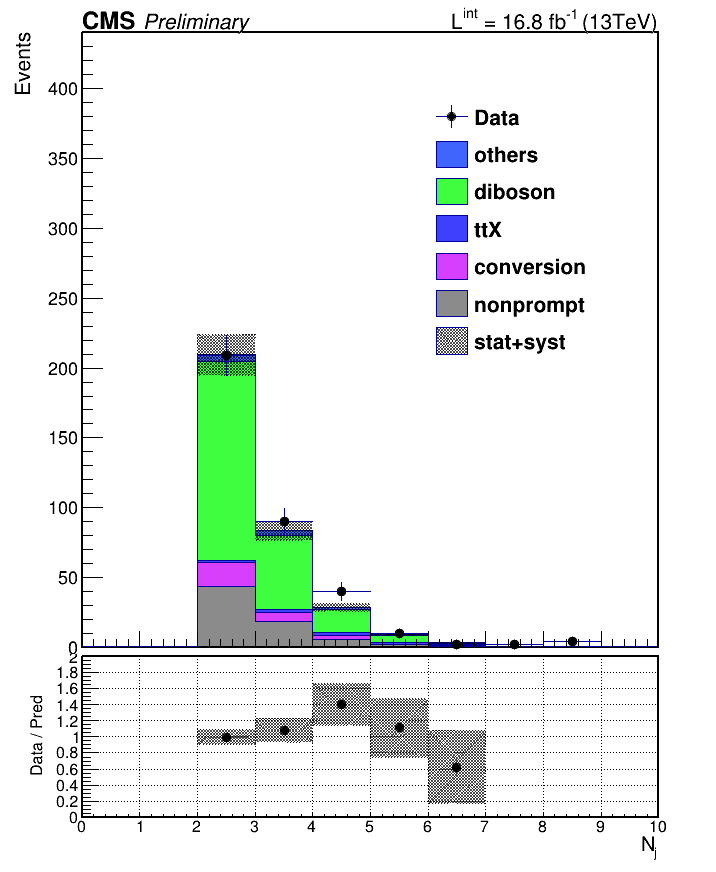 CMS Preliminary L^int = 16.8 fb^-1 (13TeV)
Events
400
350
300
250
200
150
100
50
0
Data
others
diboson
ttX
conversion
nonprompt
stat+syst
Data / Pred
2
1.8
1.6
1.4
1.2
1
0.8
0.6
0.4
0.2
0
0 1 2 3 4 5 6 7 8 9 10
N_j